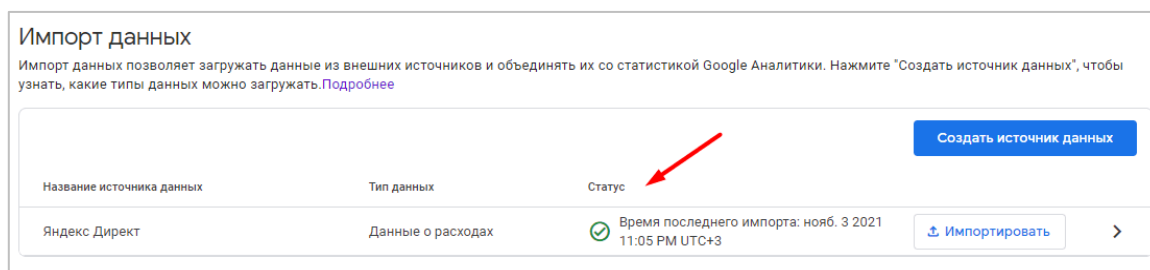 Импорт данных
Импорт данных позволяет загружать данные из внешних источников и объединять их со статистикой Google Аналитики. Нажмите "Создать источник данных", чтобы
узнать, какие типы данных можно загружать.Подробнее
Создать источник данных
Название источника данных Тип данных Статус
Яндекс Директ Данные о расходах Время последнего импорта: нояб. 3 2021 Импортировать
11:05 PM UTC+3